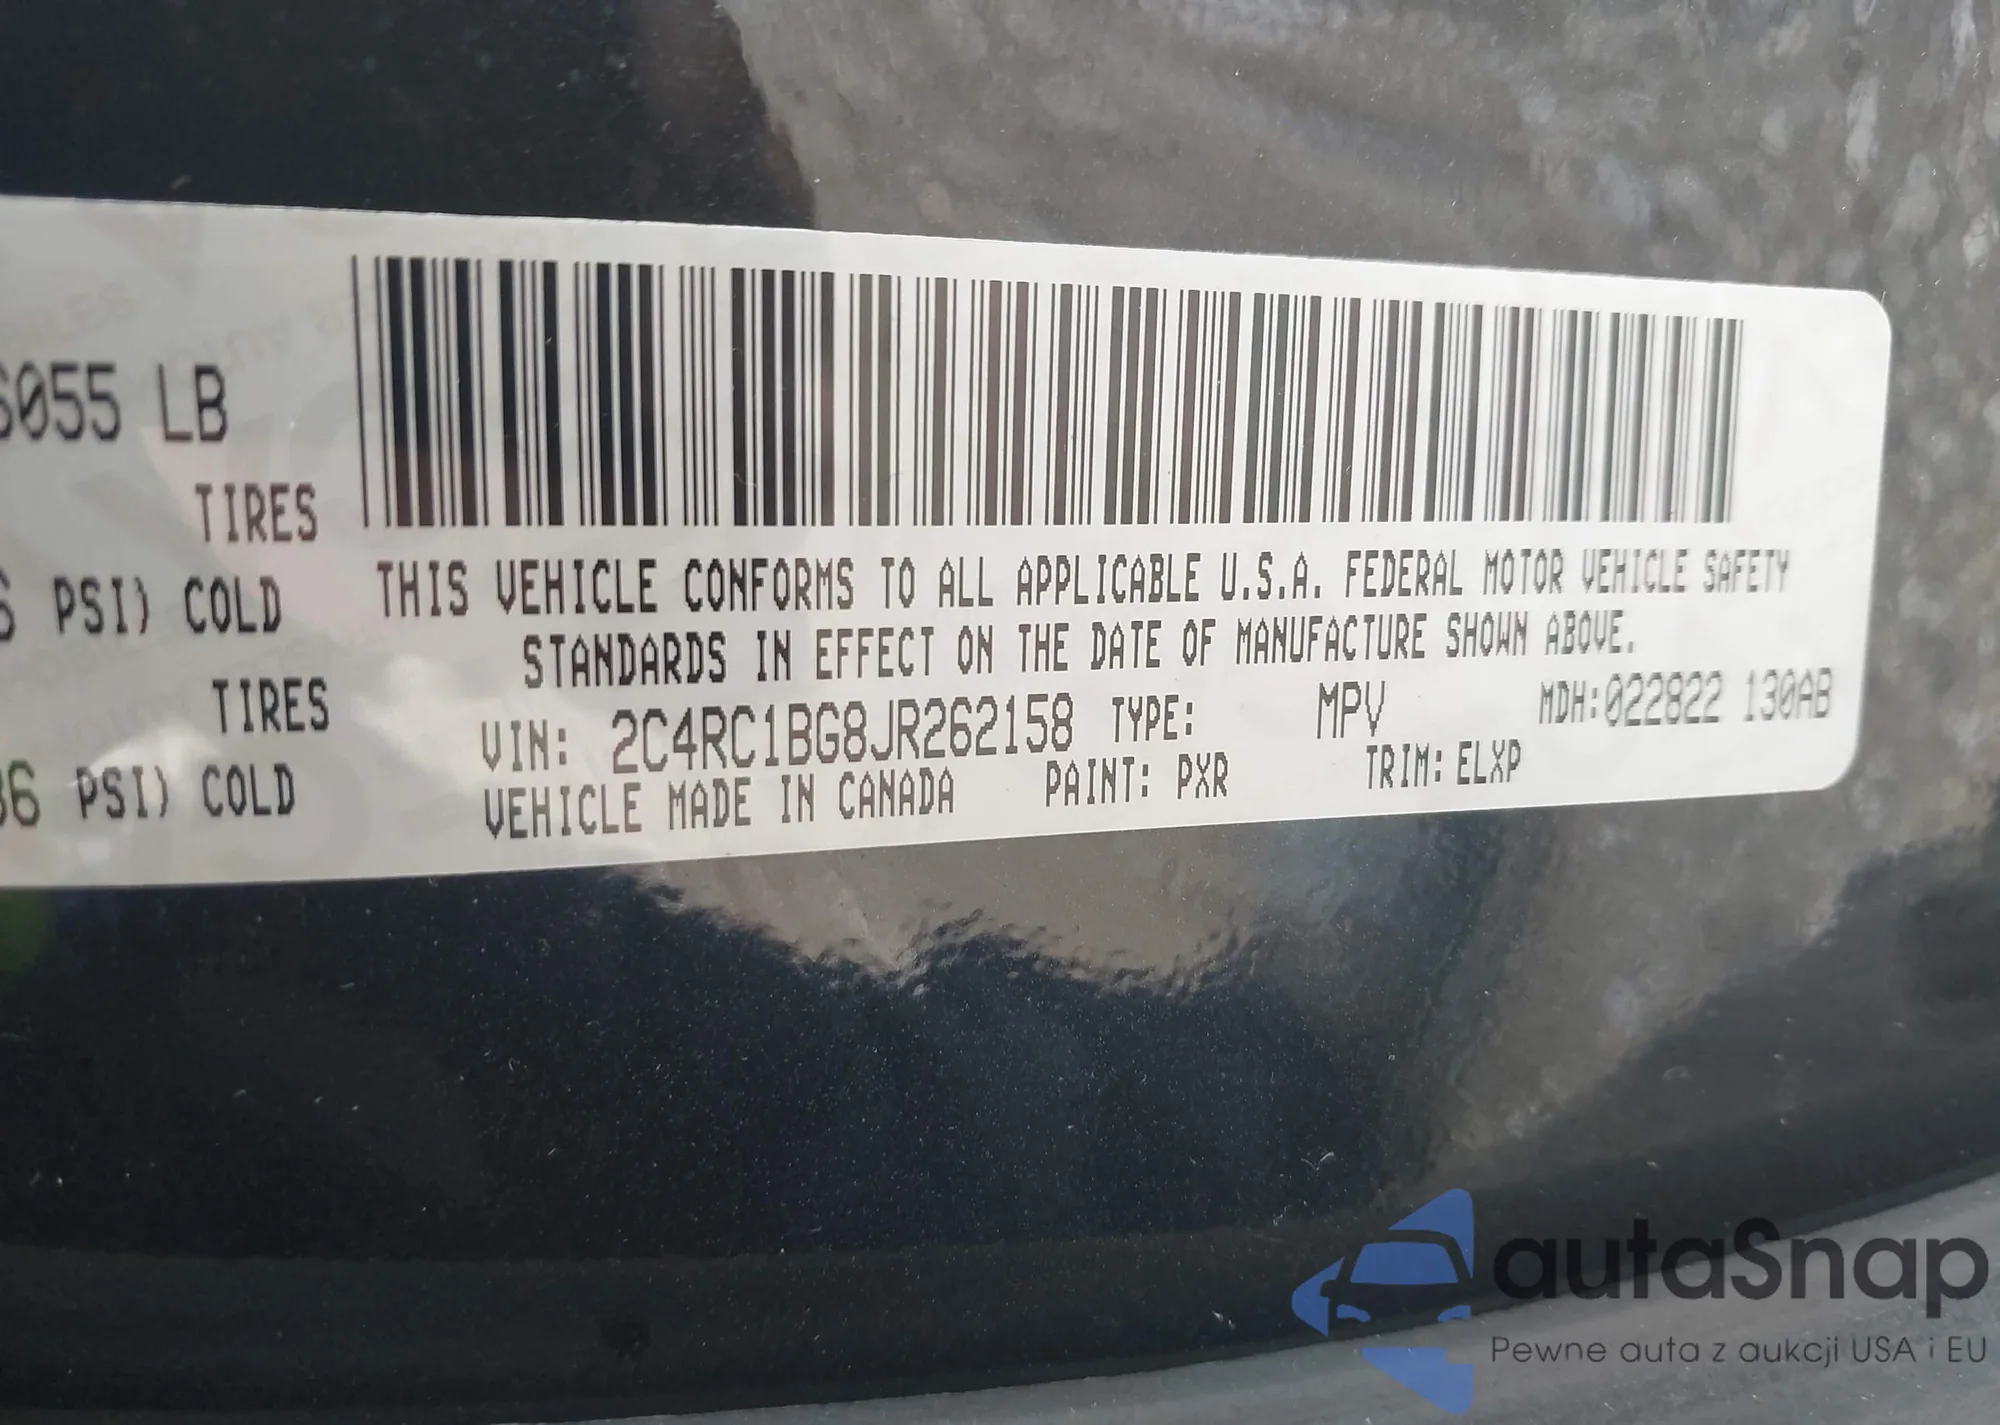 6055 LB
TIRES
PSI) COLD
TIRES
36 PSI) COLD
THIS VEHICLE CONFORMS TO ALL APPLICABLE U.S.A. FEDERAL MOTOR VEHICLE SAFETY
STANDARDS IN EFFECT ON THE DATE OF MANUFACTURE SHOWN ABOVE.
VIN: 2C4RC1BG8JR262158 TYPE: MPV MDH:022822 130AB
VEHICLE MADE IN CANADA PAINT: PXR TRIM: ELXP
autaSnap
Pewne auta z aukcji USA i EU